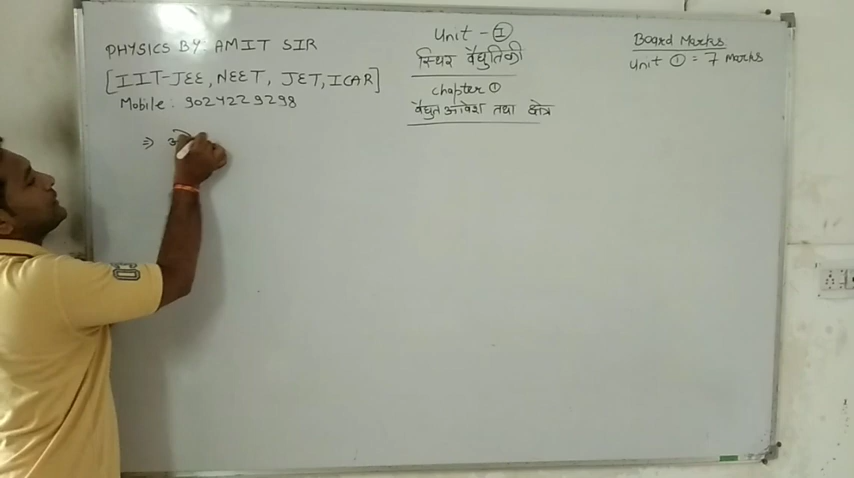 PHYSICS BY: AMIT SIR
[IIT-JEE, NEET, JET, ICAR]
Mobile: 9024229298
⇒
Unit - I
स्थिर वैद्युतिकी
chapter ①
वैद्युत आवेश तथा क्षेत्र
Board Marks
Unit ① = 7 Marks